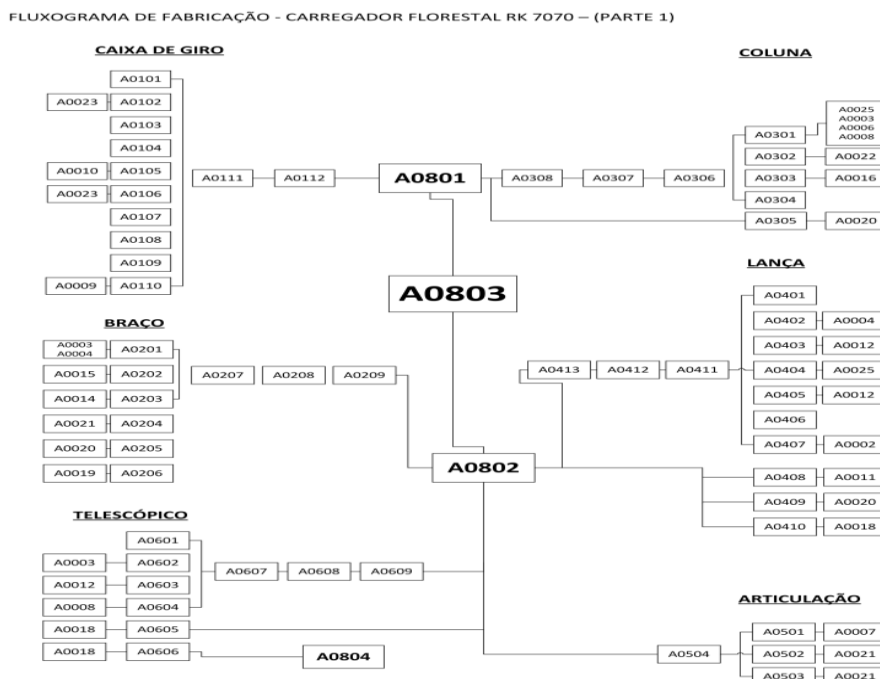 FLUXOGRAMA DE FABRICAÇÃO - CARREGADOR FLORESTAL RK 7070 – (PARTE 1)
CAIXA DE GIRO
A0101
A0023 A0102
A0103
A0104
A0010 A0105
A0023 A0106
A0107
A0108
A0109
A0009 A0110
A0111 A0112
A0801
A0308 A0307 A0306
COLUNA
A0301 A0025
A0003
A0006
A0008
A0302 A0022
A0303 A0016
A0304
A0305 A0020
A0803
BRAÇO
A0003
A0004 A0201
A0015 A0202
A0014 A0203
A0021 A0204
A0020 A0205
A0019 A0206
A0207 A0208 A0209
A0802
LANÇA
A0413 A0412 A0411
A0401
A0402 A0004
A0403 A0012
A0404 A0025
A0405 A0012
A0406
A0407 A0002
A0408 A0011
A0409 A0020
A0410 A0018
TELESCÓPICO
A0601
A0003 A0602
A0012 A0603
A0008 A0604
A0018 A0605
A0018 A0606
A0607 A0608 A0609
A0804
ARTICULAÇÃO
A0504
A0501 A0007
A0502 A0021
A0503 A0021